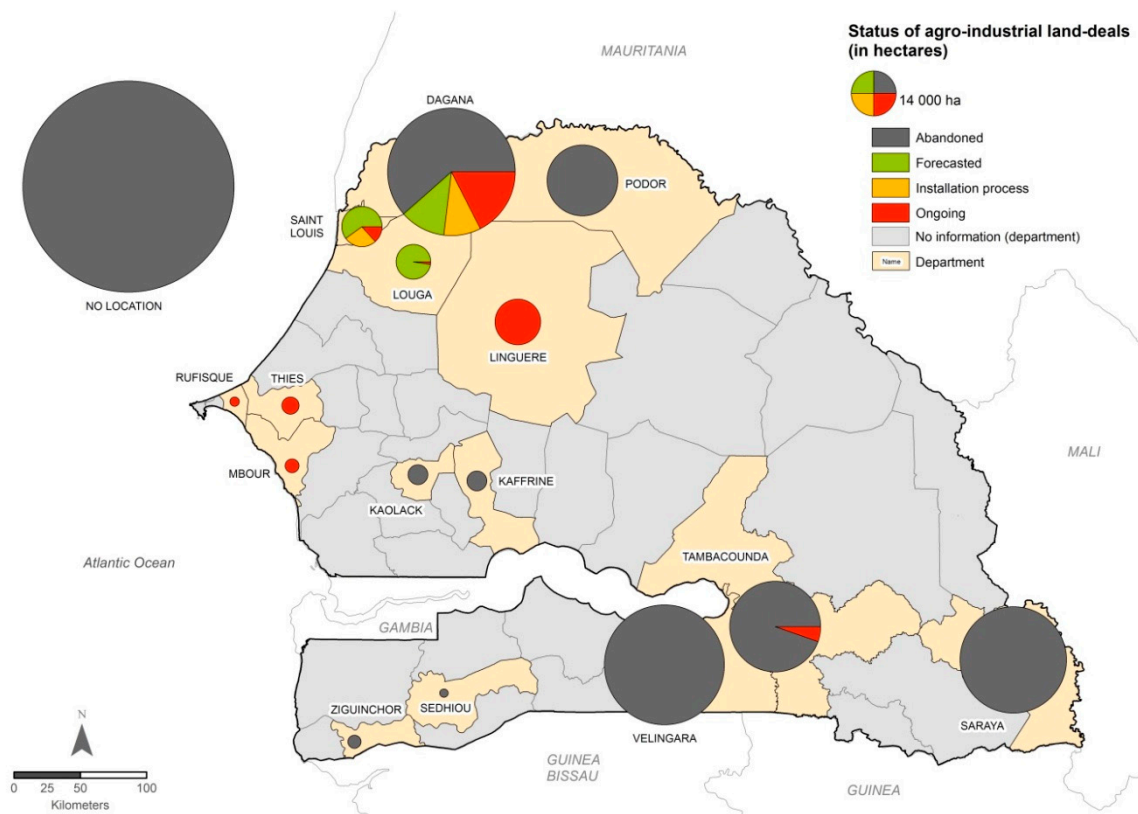 Status of agro-industrial land-deals
(in hectares)
14 000 ha
Abandoned
Forecasted
Installation process
Ongoing
No information (department)
Name
Department
MAURITANIA
DAGANA
PODOR
SAINT
LOUIS
LOUGA
NO LOCATION
LINGUERE
RUFISQUE
THIES
MBOUR
KAOLACK
KAFFRINE
MALI
Atlantic Ocean
TAMBACOUNDA
GAMBIA
ZIGUINCHOR
SEDHIOU
VELINGARA
SARAYA
GUINEA
BISSAU
GUINEA
N
0 25 50 100
Kilometers